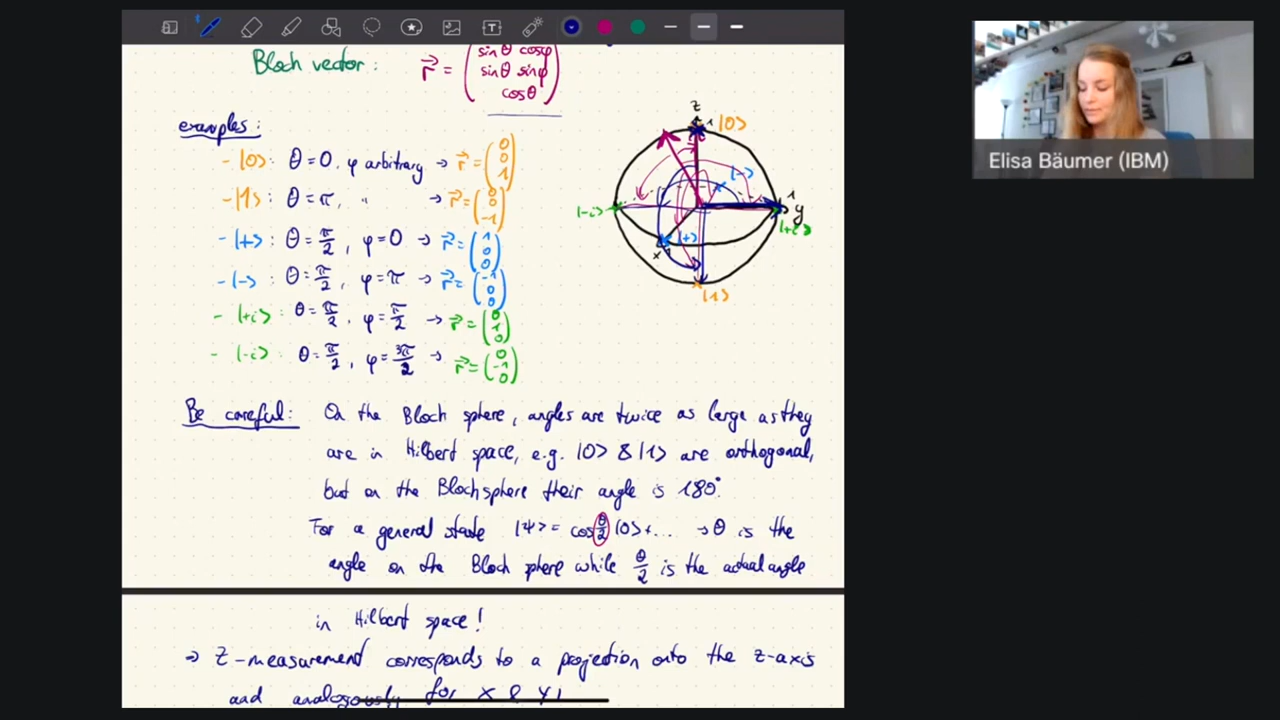 Bloch vector: r⃗ = (sinθ cosφ
sinθ sinφ
cosθ)
examples:
- |0⟩: θ = 0, φ arbitrary → r⃗ = (0 0 1)
- |1⟩: θ = π, " → r⃗ = (0 0 -1)
- |+⟩: θ = π/2, φ = 0 → r⃗ = (1 0 0)
- |-⟩: θ = π/2, φ = π → r⃗ = (-1 0 0)
- |+i⟩: θ = π/2, φ = π/2 → r⃗ = (0 1 0)
- |-i⟩: θ = π/2, φ = 3π/2 → r⃗ = (0 -1 0)
z
1
|0⟩
|-⟩
|-i⟩
1
y
|+i⟩
|+⟩
x
1
|1⟩
Be careful: On the Bloch sphere, angles are twice as large as they
are in Hilbert space, e.g. |0⟩ & |1⟩ are orthogonal,
but on the Bloch sphere their angle is 180°.
For a general state |ψ⟩ = cos θ/2 |0⟩ + ... → θ is the
angle on the Bloch sphere while θ/2 is the actual angle
in Hilbert space!
→ Z-measurement corresponds to a projection onto the z-axis
and analogously for X & Y!
Elisa Bäumer (IBM)